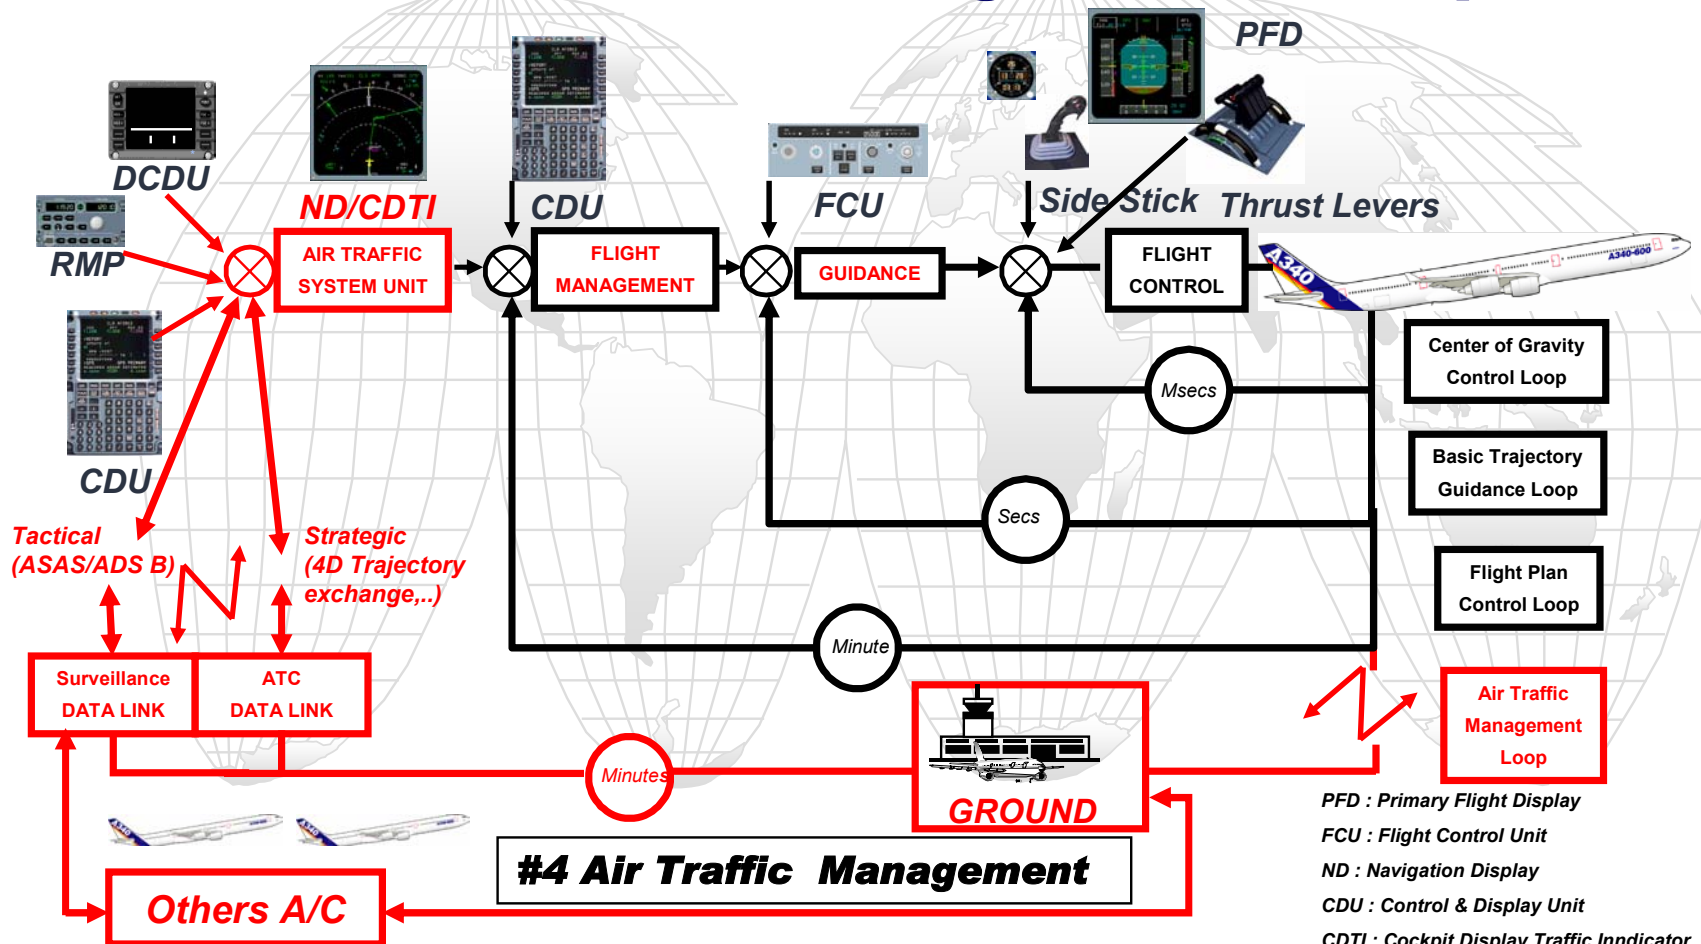 PFD
DCDU
ND/CDTI
CDU
FCU
Side Stick
Thrust Levers
RMP
AIR TRAFFIC
SYSTEM UNIT
FLIGHT
MANAGEMENT
GUIDANCE
FLIGHT
CONTROL
A340
A340-600
Center of Gravity
Control Loop
Msecs
CDU
Basic Trajectory
Guidance Loop
Secs
Tactical
(ASAS/ADS B)
Strategic
(4D Trajectory
exchange,..)
Flight Plan
Control Loop
Minute
Surveillance
DATA LINK
ATC
DATA LINK
Air Traffic
Management
Loop
Minutes
GROUND
PFD : Primary Flight Display
FCU : Flight Control Unit
ND : Navigation Display
CDU : Control & Display Unit
CDTI : Cockpit Display Traffic Inndicator
A340
A340
#4 Air Traffic Management
Others A/C